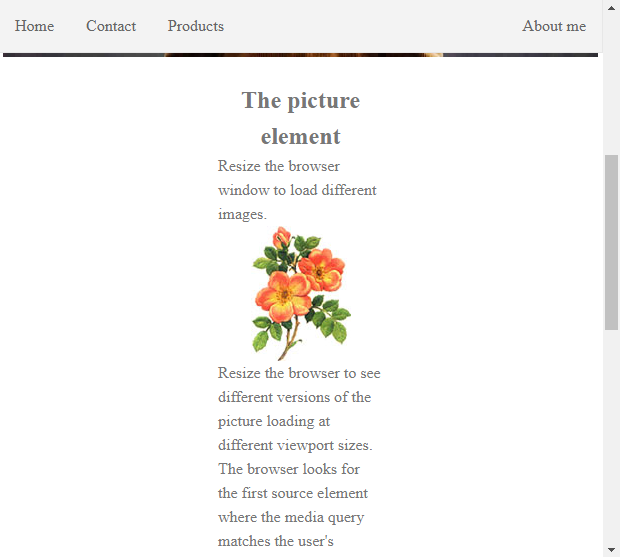 Home Contact Products About me
The picture
element
Resize the browser
window to load different
images.
Resize the browser to see
different versions of the
picture loading at
different viewport sizes.
The browser looks for
the first source element
where the media query
matches the user's